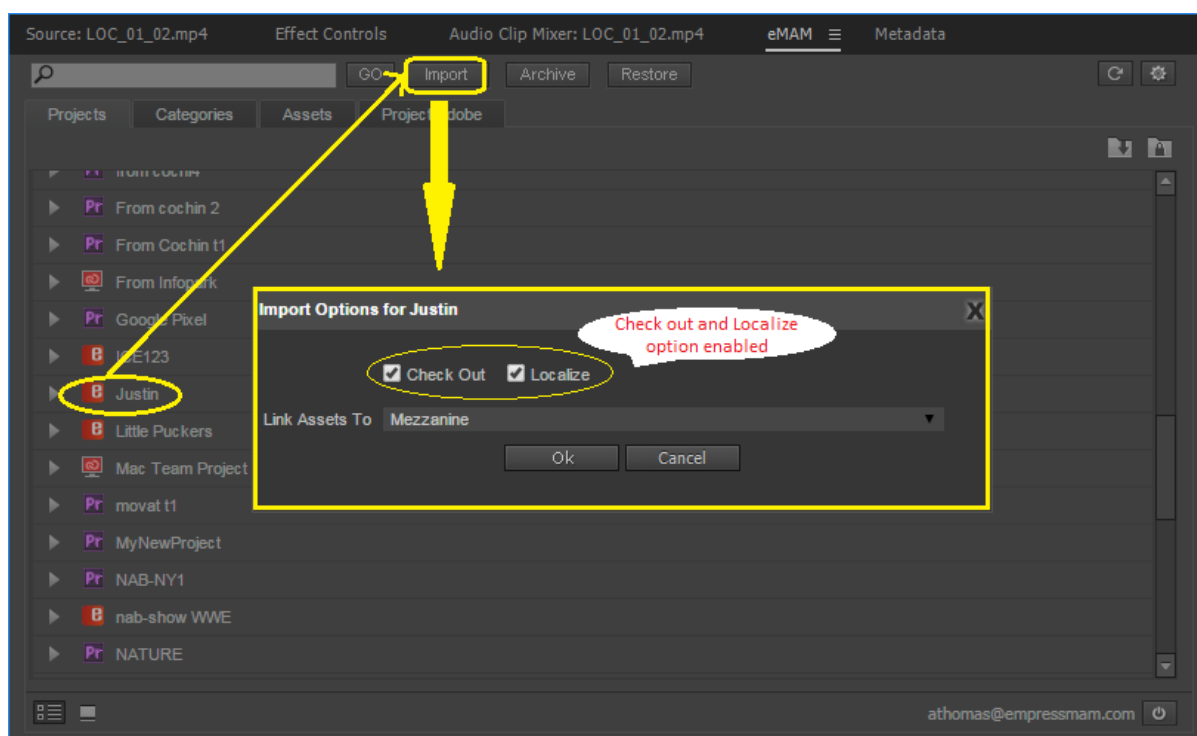 Source: LOC_01_02.mp4 Effect Controls Audio Clip Mixer: LOC_01_02.mp4 eMAM Metadata
GO Import Archive Restore
Projects Categories Assets Project Adobe
From cochin 2
From Cochin t1
From Infopark
Google Pixel
ICE123
Justin
Little Puckers
Mac Team Project
movat t1
MyNewProject
NAB-NY1
nab-show WWE
NATURE
Import Options for Justin X
Check out and Localize
option enabled
Check Out Localize
Link Assets To Mezzanine
Ok Cancel
athomas@empressmam.com